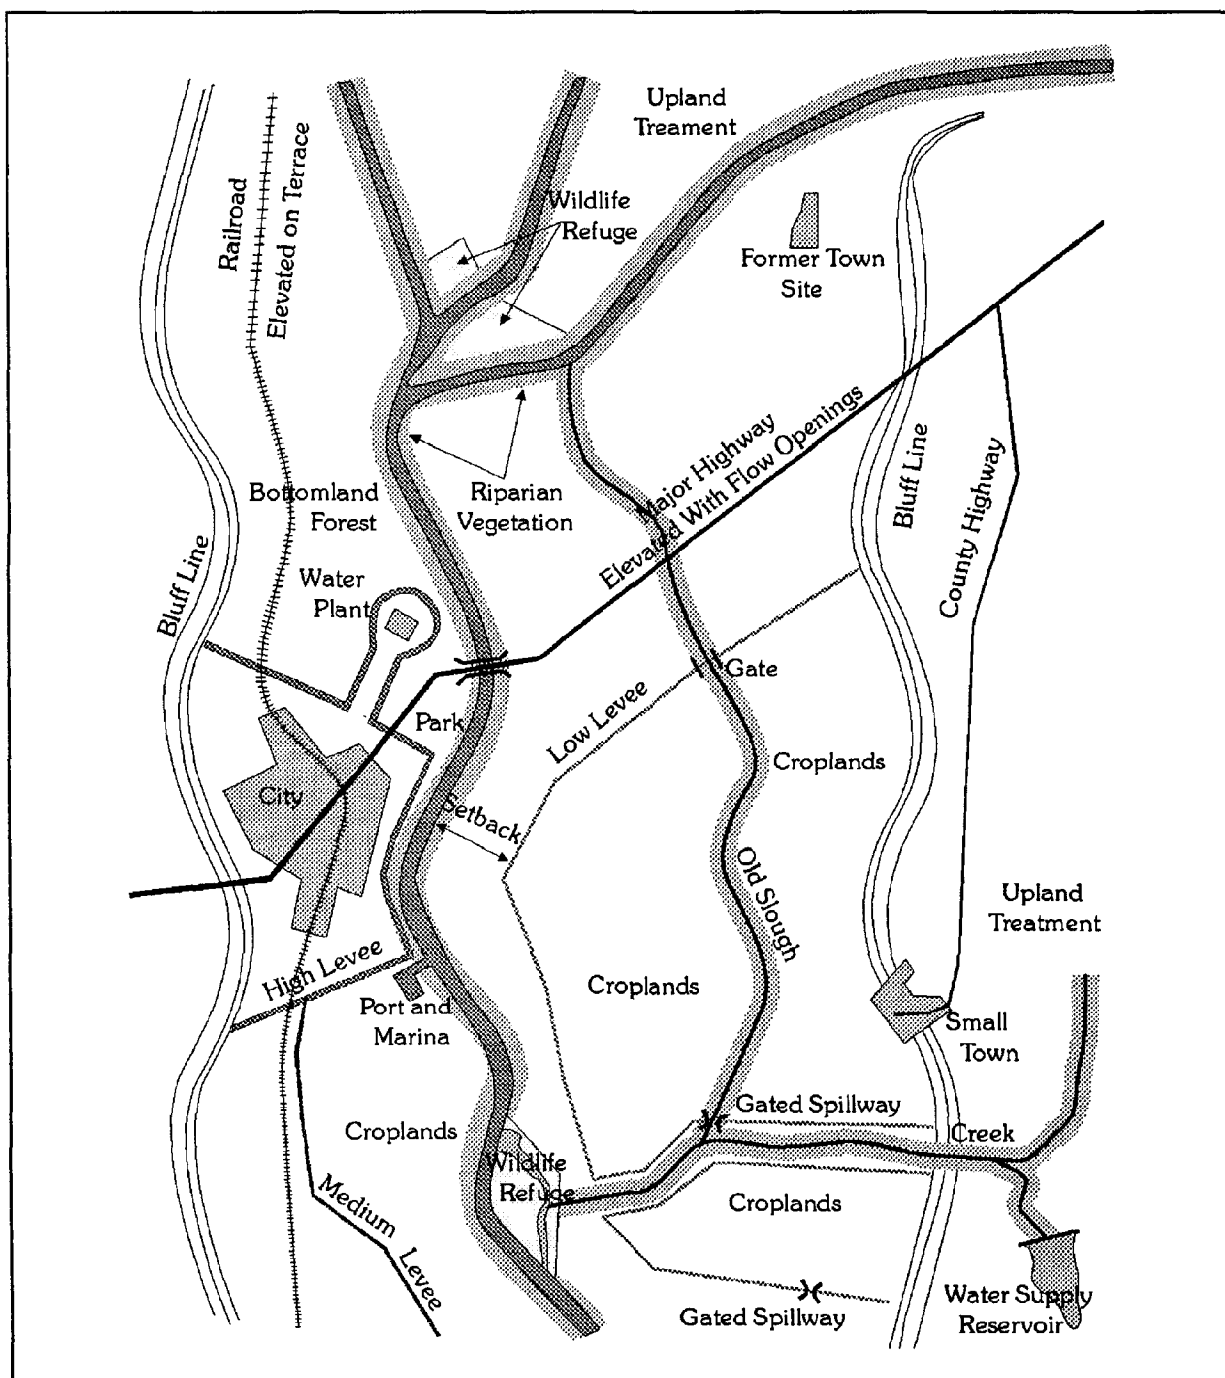 Upland
Treament
Railroad
Elevated on Terrace
Wildlife
Refuge
Former Town
Site
Major Highway
Elevated With Flow Openings
Bluff Line
County Highway
Bottomland
Forest
Riparian
Vegetation
Bluff Line
Water
Plant
Gate
Park
Low Levee
Croplands
City
Setback
Old Slough
Upland
Treatment
High Levee
Croplands
Port and
Marina
Small
Town
Gated Spillway
Croplands
Creek
Wildlife
Refuge
Medium
Levee
Croplands
Gated Spillway
Water Supply
Reservoir